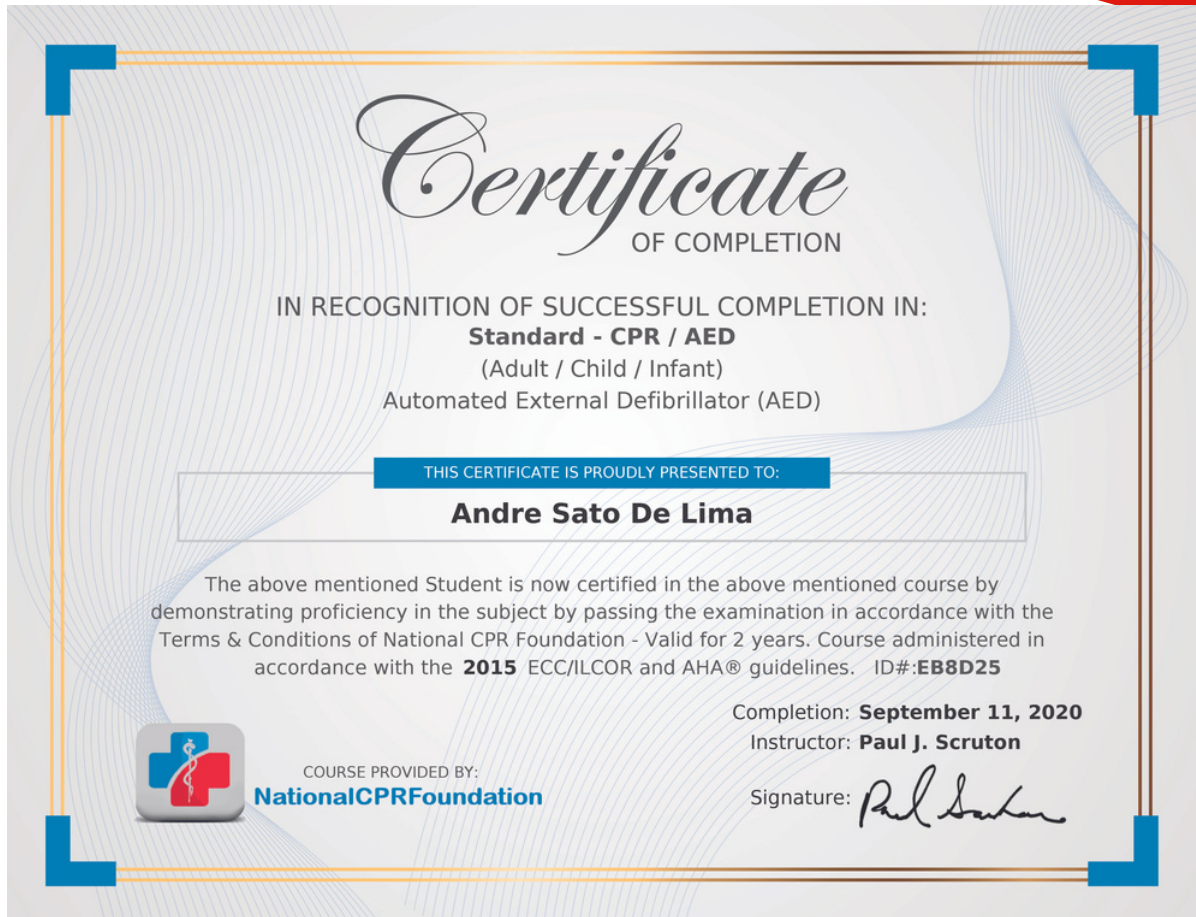 Certificate
OF COMPLETION
IN RECOGNITION OF SUCCESSFUL COMPLETION IN:
Standard - CPR / AED
(Adult / Child / Infant)
Automated External Defibrillator (AED)
THIS CERTIFICATE IS PROUDLY PRESENTED TO:
Andre Sato De Lima
The above mentioned Student is now certified in the above mentioned course by
demonstrating proficiency in the subject by passing the examination in accordance with the
Terms & Conditions of National CPR Foundation - Valid for 2 years. Course administered in
accordance with the 2015 ECC/ILCOR and AHA® guidelines. ID#:EB8D25
Completion: September 11, 2020
Instructor: Paul J. Scruton
COURSE PROVIDED BY:
NationalCPRFoundation
Signature: Paul